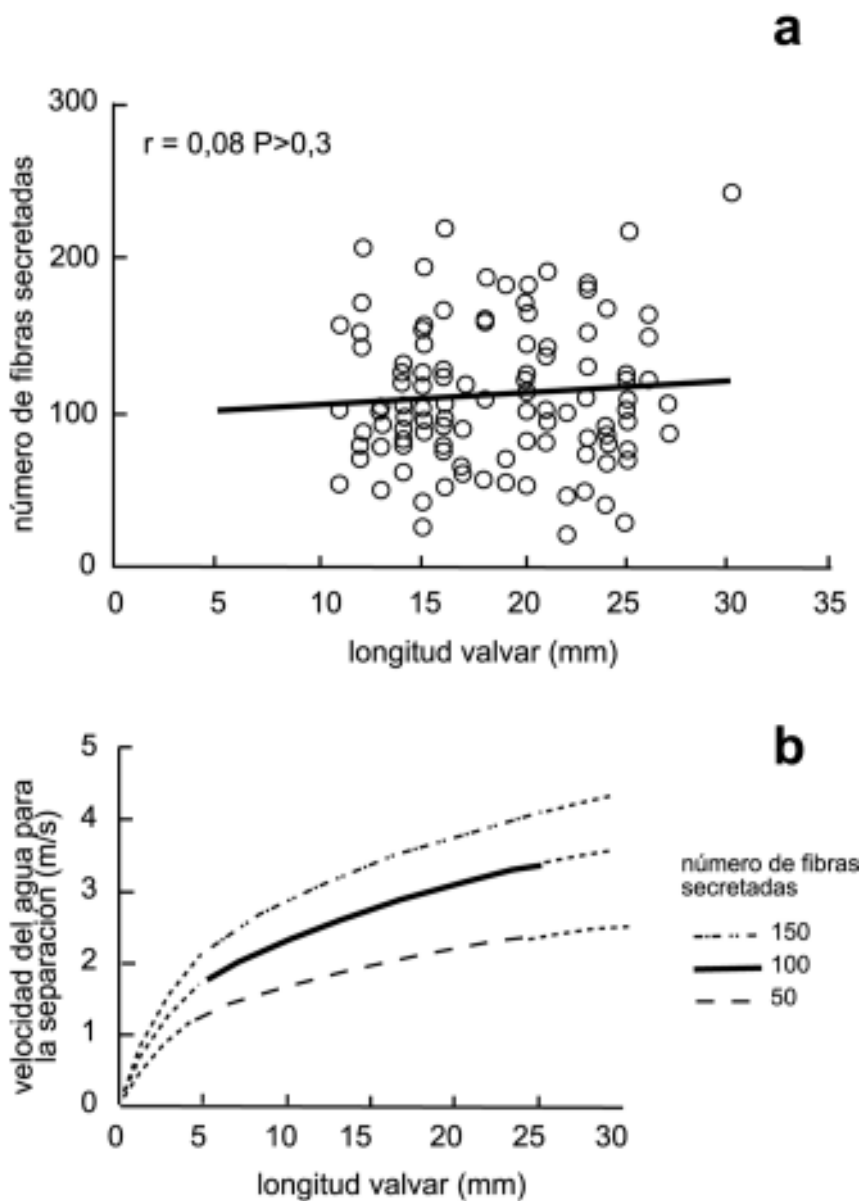 a
300
200
100
0
número de fibras secretadas
r = 0,08 P>0,3
0 5 10 15 20 25 30 35
longitud valvar (mm)
b
5
4
3
2
1
0
velocidad del agua para
la separación (m/s)
0 5 10 15 20 25 30
longitud valvar (mm)
número de fibras
secretadas
150
100
50